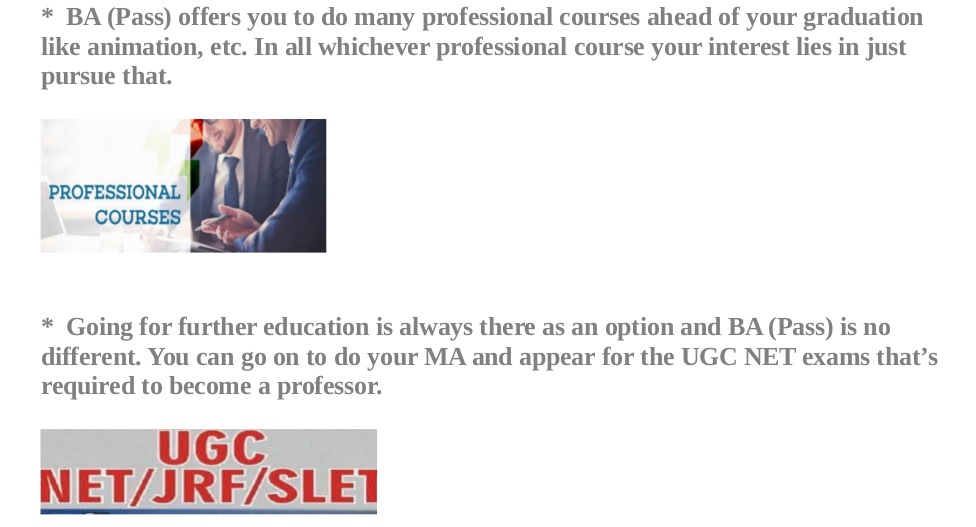 * BA (Pass) offers you to do many professional courses ahead of your graduation
like animation, etc. In all whichever professional course your interest lies in just
pursue that.
PROFESSIONAL
COURSES
* Going for further education is always there as an option and BA (Pass) is no
different. You can go on to do your MA and appear for the UGC NET exams that’s
required to become a professor.
UGC
NET/JRF/SLET